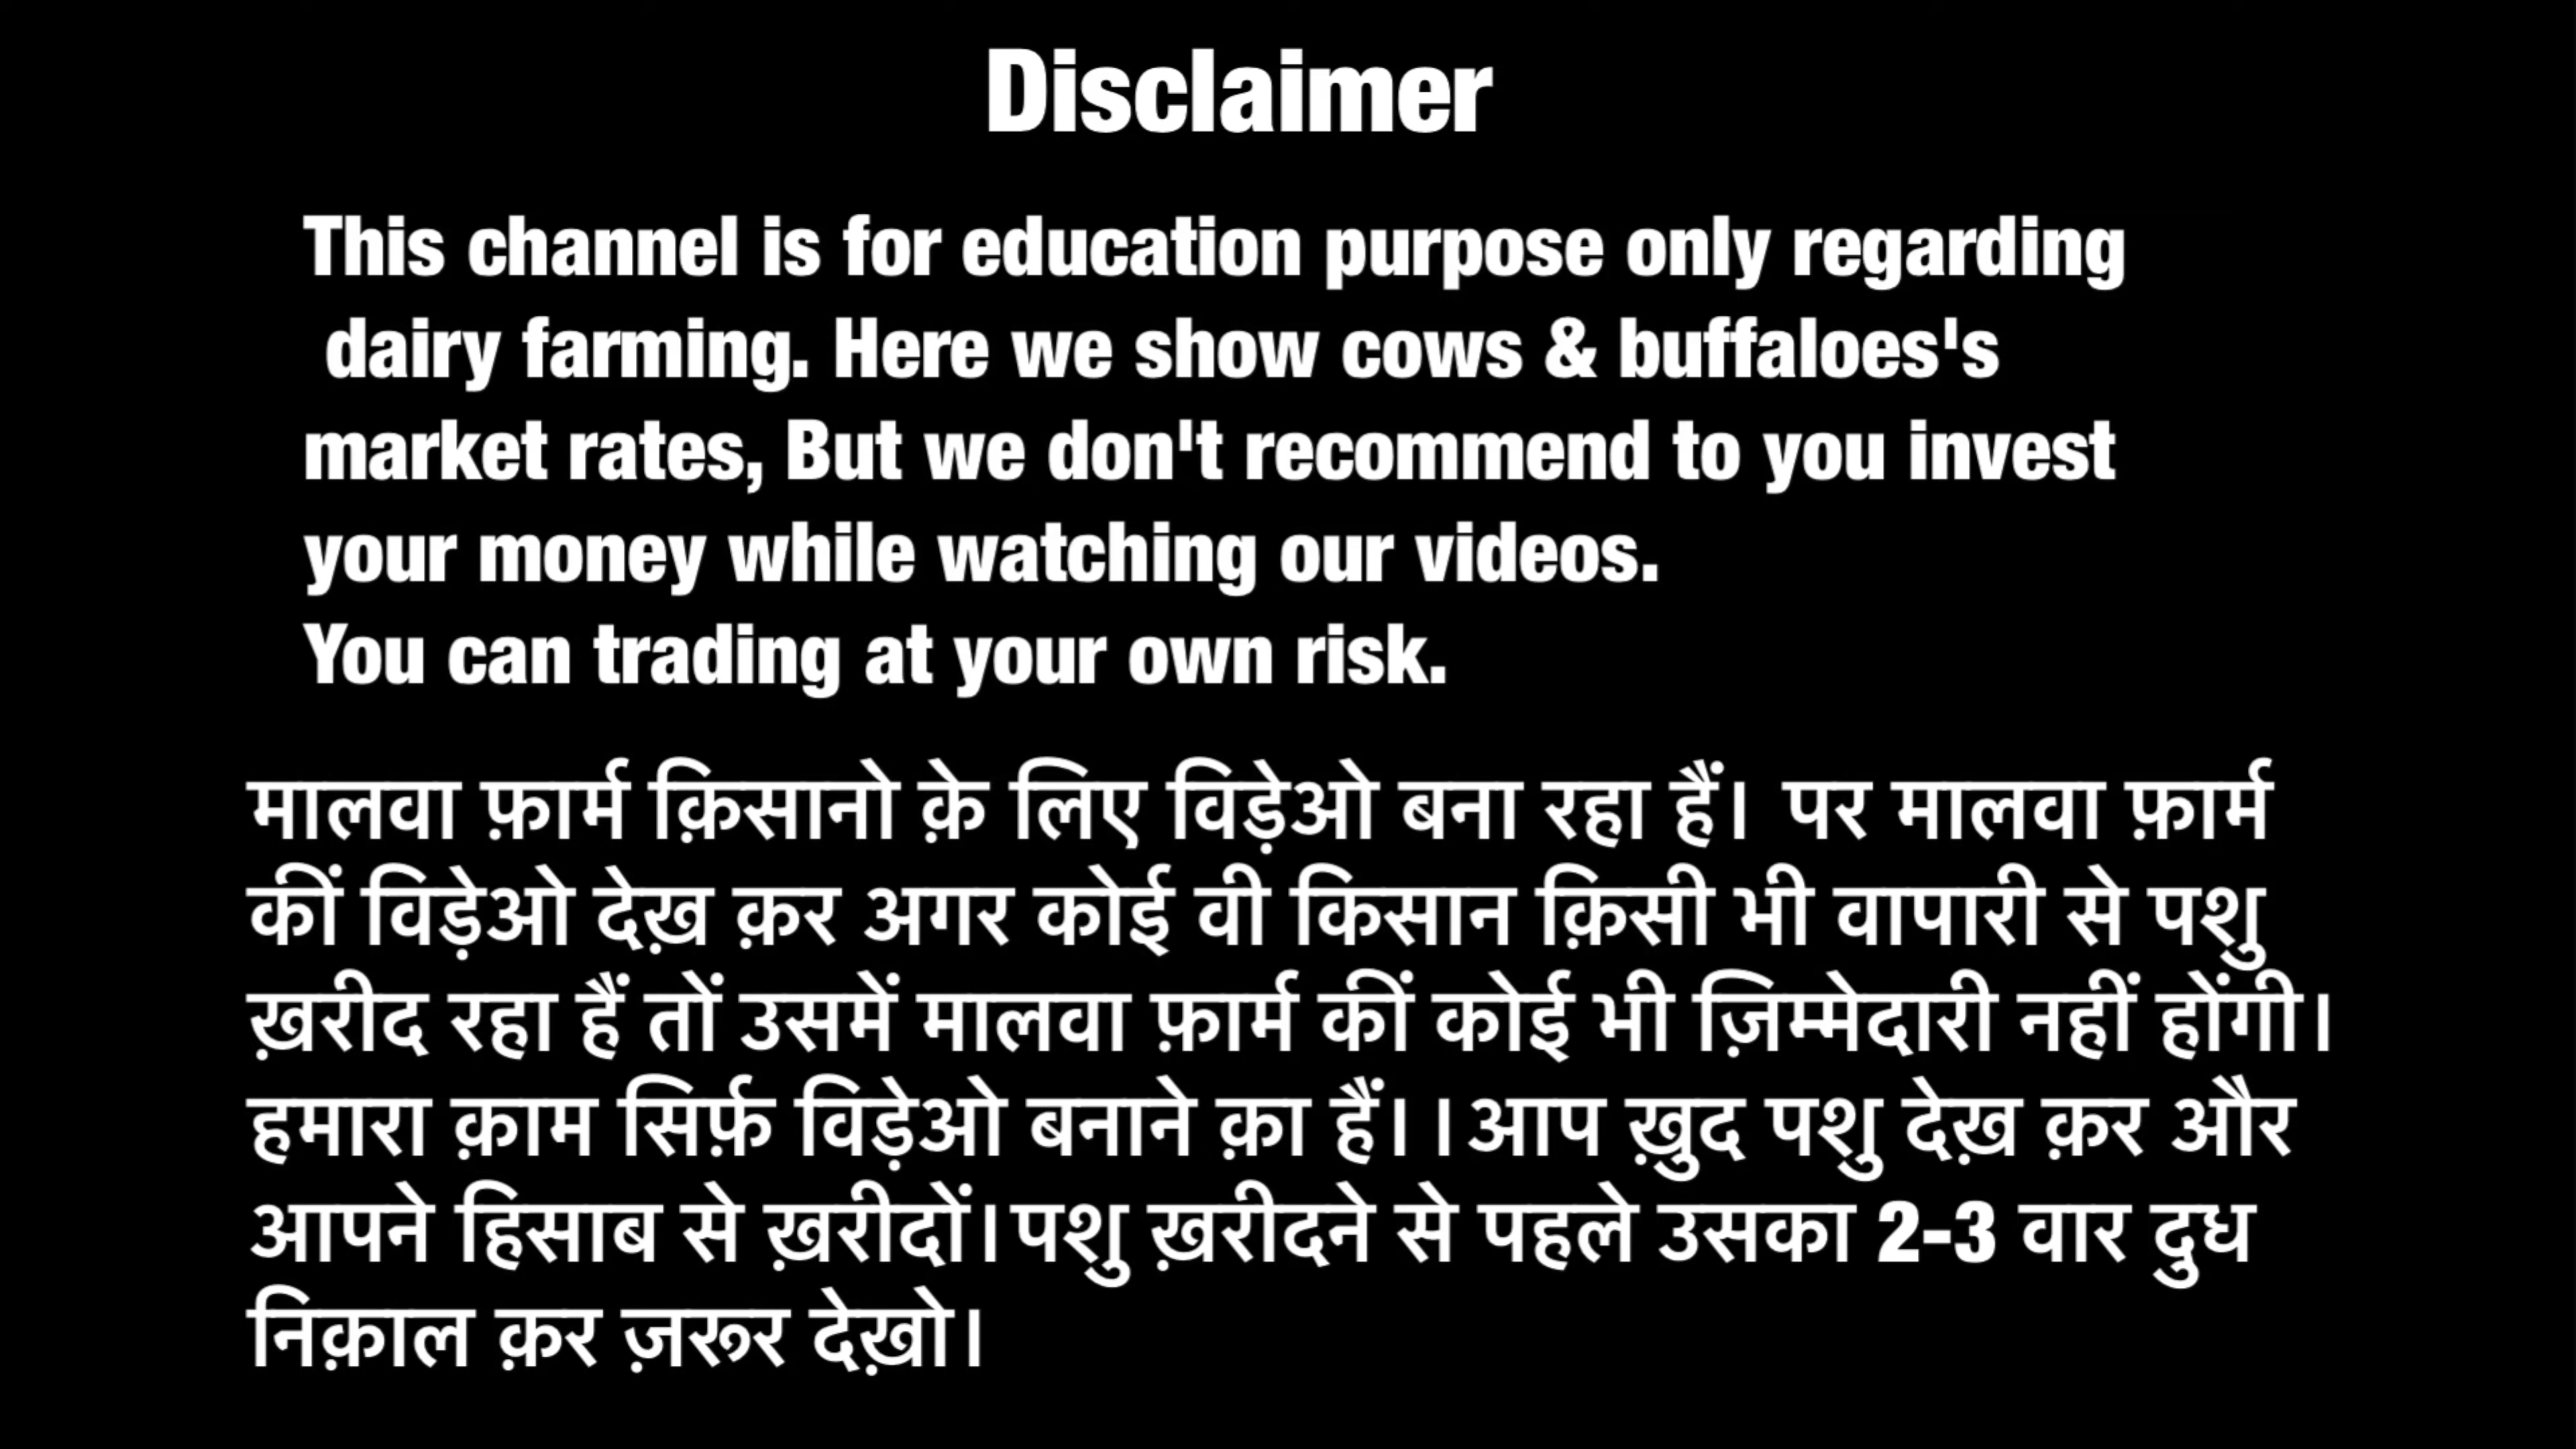 Disclaimer
This channel is for education purpose only regarding
dairy farming. Here we show cows & buffaloes's
market rates, But we don't recommend to you invest
your money while watching our videos.
You can trading at your own risk.
मालवा फ़ार्म क़िसानो क़े लिए विड़ेओ बना रहा हैं। पर मालवा फ़ार्म
कीं विड़ेओ देख़ क़र अगर कोई वी किसान क़िसी भी वापारी से पशु
ख़रीद रहा हैं तों उसमें मालवा फ़ार्म कीं कोई भी ज़िम्मेदारी नहीं होंगी।
हमारा क़ाम सिर्फ़ विड़ेओ बनाने क़ा हैं।।आप ख़ुद पशु देख़ क़र और
आपने हिसाब से ख़रीदों।पशु ख़रीदने से पहले उसका 2-3 वार दुध
निक़ाल क़र ज़रूर देख़ो।